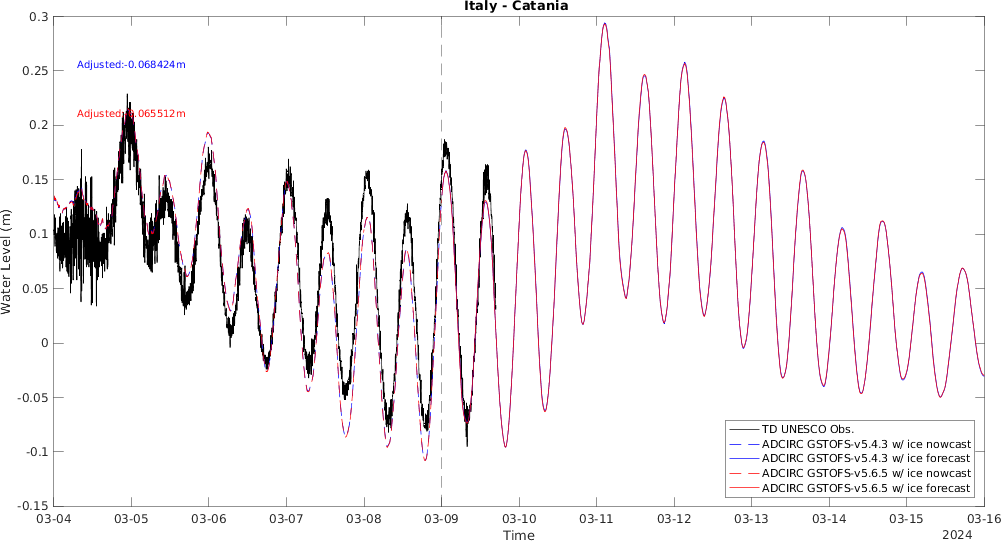 Italy - Catania
0.3
0.25
0.2
0.15
0.1
0.05
0
-0.05
-0.1
-0.15
Water Level (m)
Adjusted:-0.068424m
Adjusted:-0.065512m
TD UNESCO Obs.
ADCIRC GSTOFS-v5.4.3 w/ ice nowcast
ADCIRC GSTOFS-v5.4.3 w/ ice forecast
ADCIRC GSTOFS-v5.6.5 w/ ice nowcast
ADCIRC GSTOFS-v5.6.5 w/ ice forecast
03-04 03-05 03-06 03-07 03-08 03-09 03-10 03-11 03-12 03-13 03-14 03-15 03-16
Time
2024